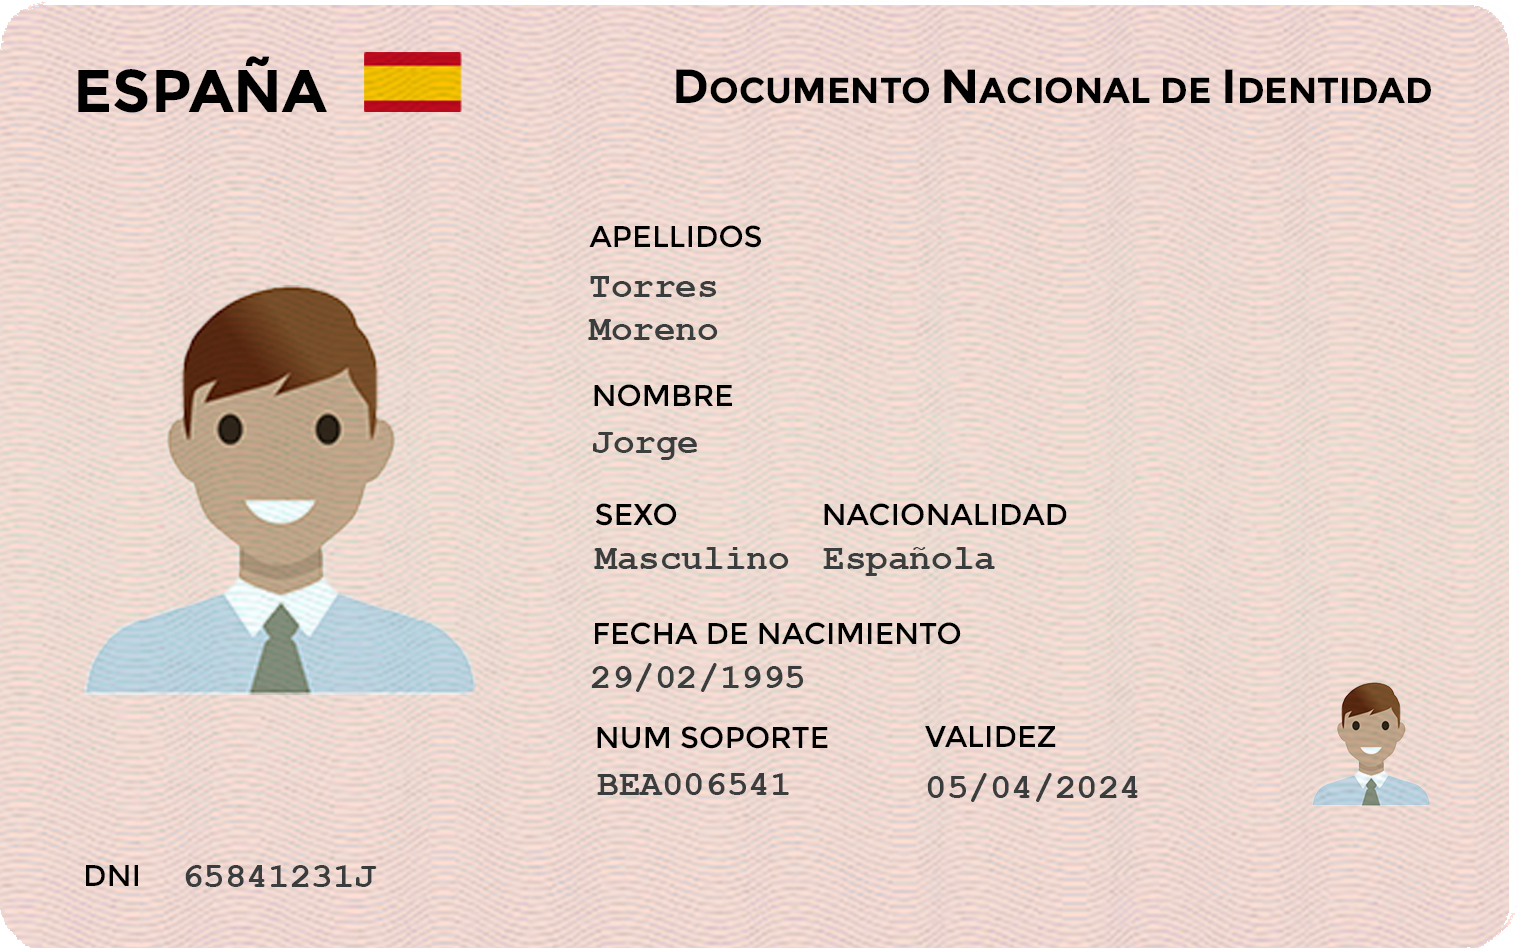 ESPAÑA
DOCUMENTO NACIONAL DE IDENTIDAD
APELLIDOS
Torres
Moreno
NOMBRE
Jorge
SEXO NACIONALIDAD
Masculino Española
FECHA DE NACIMIENTO
29/02/1995
NUM SOPORTE VALIDEZ
BEA006541 05/04/2024
DNI 65841231J